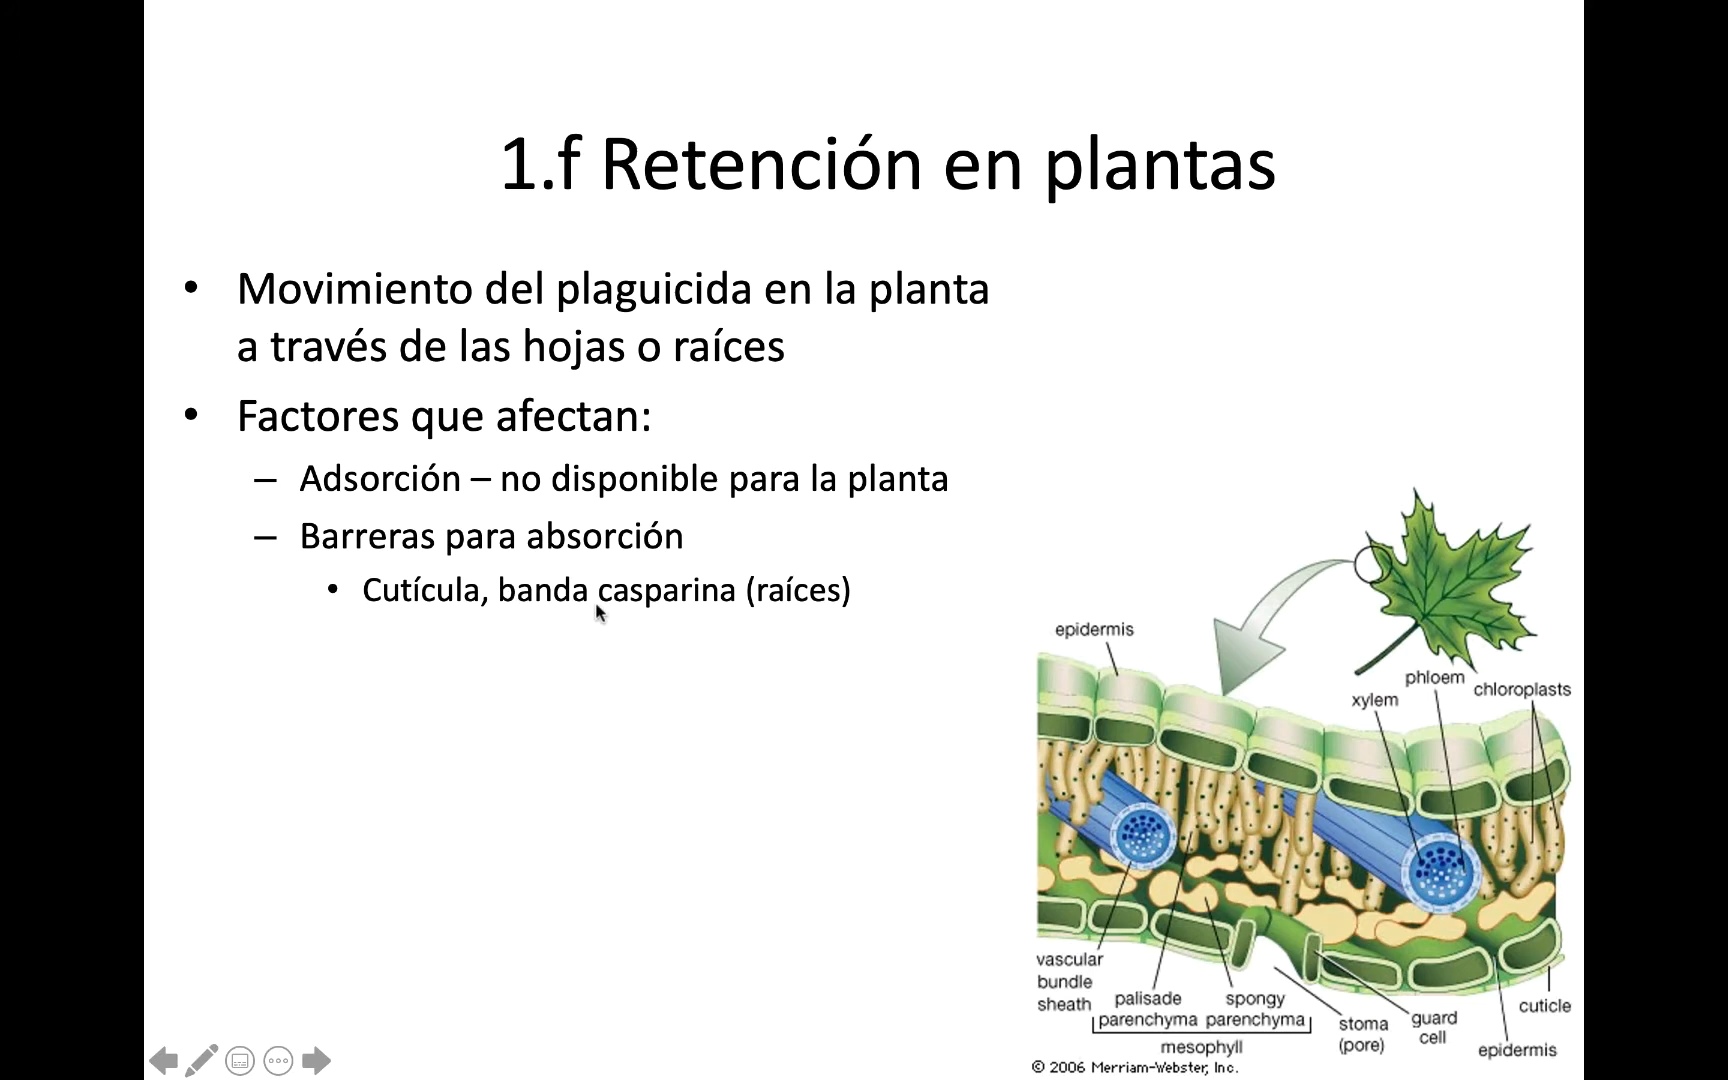 1.f Retención en plantas
• Movimiento del plaguicida en la planta
a través de las hojas o raíces
• Factores que afectan:
– Adsorción – no disponible para la planta
– Barreras para absorción
• Cutícula, banda casparina (raíces)
epidermis
phloem
chloroplasts
xylem
vascular
bundle
sheath
palisade
parenchyma
spongy
parenchyma
mesophyll
stoma
(pore)
guard
cell
cuticle
epidermis
© 2006 Merriam-Webster, Inc.